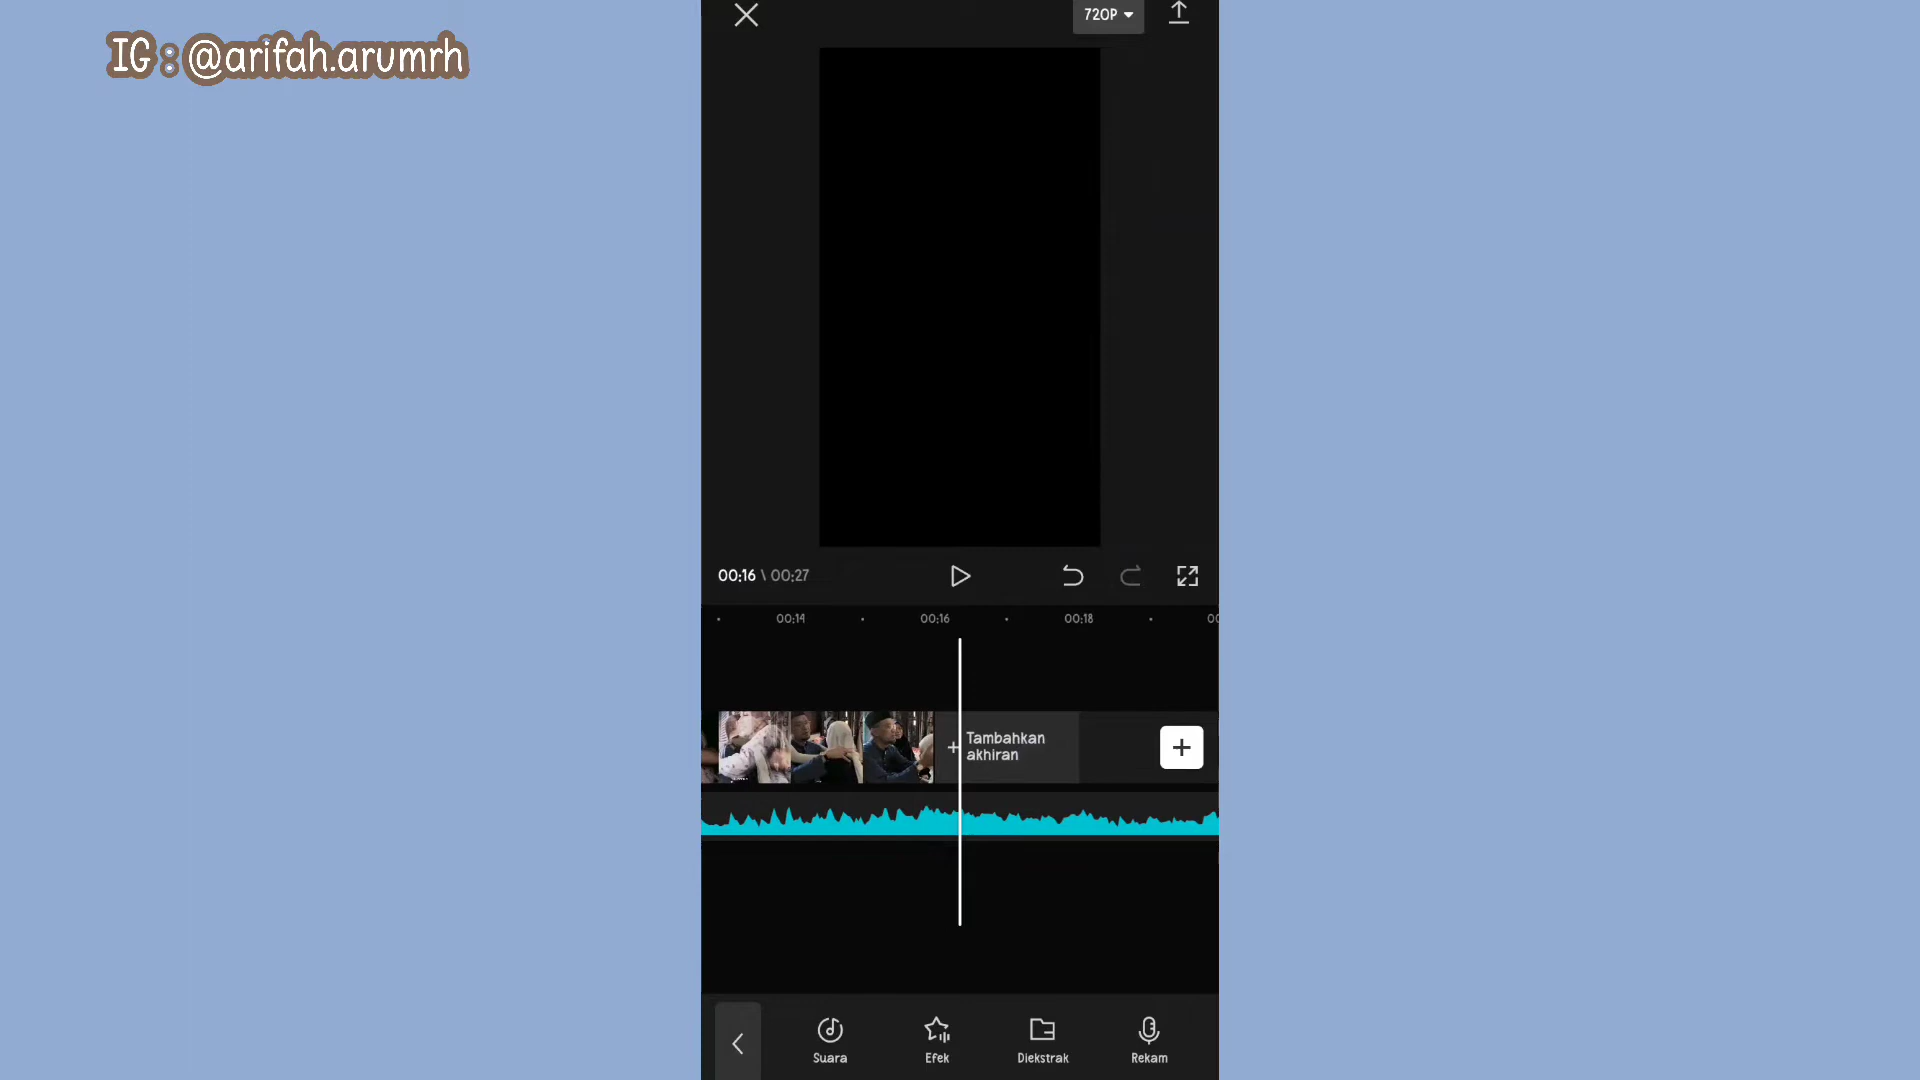 IG : @arifah.arumrh
720P
00:16 \ 00:27
00:14
00:16
00:18
Tambahkan
akhiran
Suara
Efek
Diekstrak
Rekam